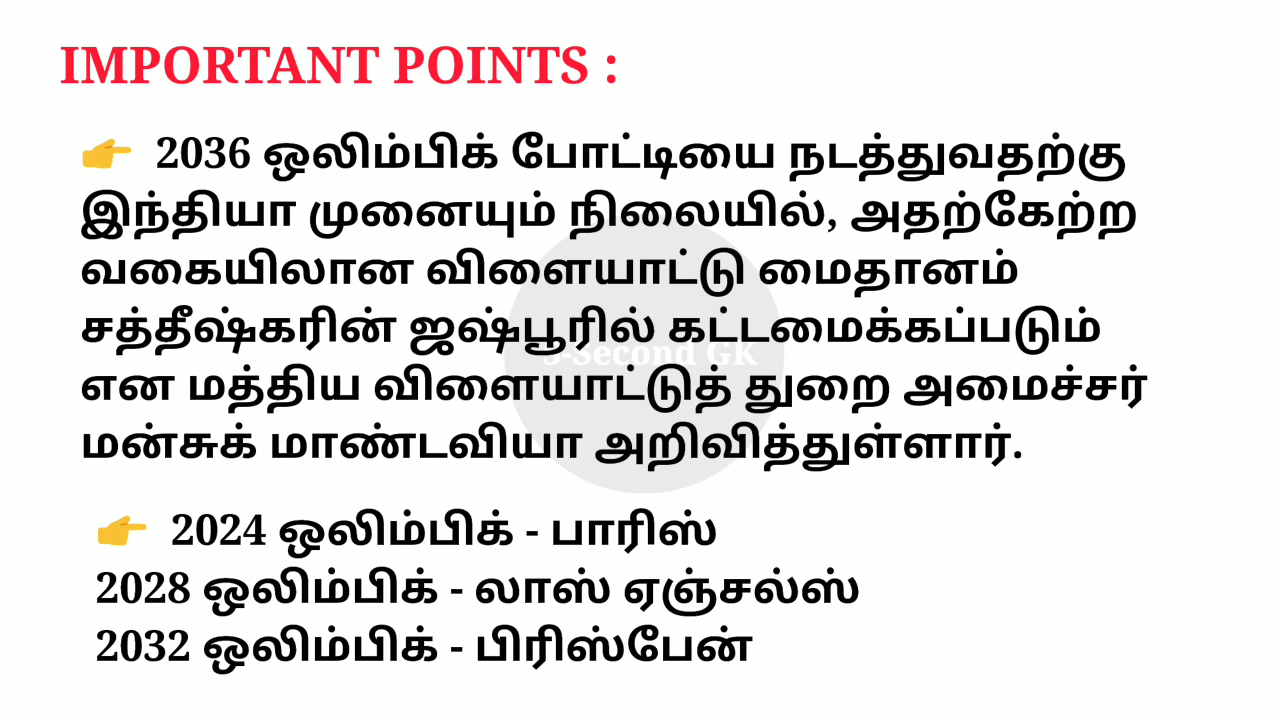 IMPORTANT POINTS :
👉 2036 ஒலிம்பிக் போட்டியை நடத்துவதற்கு
இந்தியா முனையும் நிலையில், அதற்கேற்ற
வகையிலான விளையாட்டு மைதானம்
சத்தீஷ்கரின் ஜஷ்பூரில் கட்டமைக்கப்படும்
என மத்திய விளையாட்டுத் துறை அமைச்சர்
மன்சுக் மாண்டவியா அறிவித்துள்ளார்.
👉 2024 ஒலிம்பிக் - பாரிஸ்
2028 ஒலிம்பிக் - லாஸ் ஏஞ்சல்ஸ்
2032 ஒலிம்பிக் - பிரிஸ்பேன்